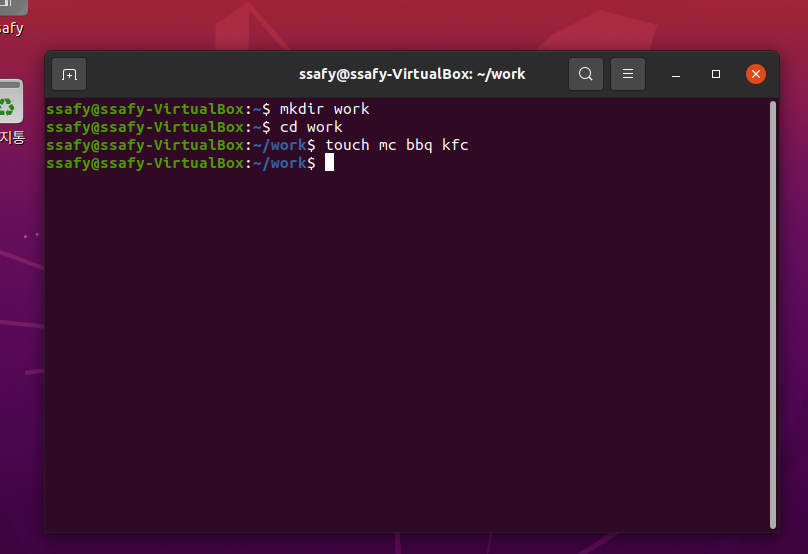 safy
지통
ssafy@ssafy-VirtualBox: ~/work
ssafy@ssafy-VirtualBox:~$ mkdir work
ssafy@ssafy-VirtualBox:~$ cd work
ssafy@ssafy-VirtualBox:~/work$ touch mc bbq kfc
ssafy@ssafy-VirtualBox:~/work$